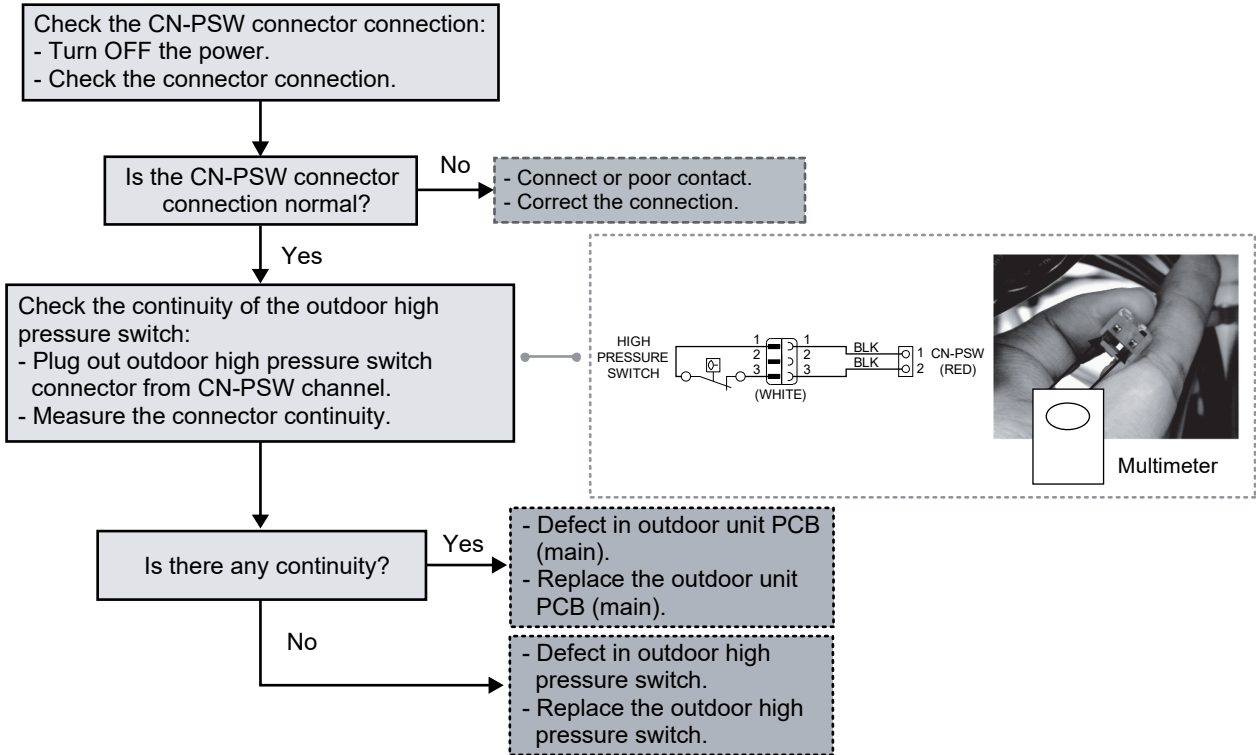 Check the CN-PSW connector connection:
- Turn OFF the power.
- Check the connector connection.
Is the CN-PSW connector
connection normal?
No
- Connect or poor contact.
- Correct the connection.
Yes
Check the continuity of the outdoor high
pressure switch:
- Plug out outdoor high pressure switch
connector from CN-PSW channel.
- Measure the connector continuity.
HIGH
PRESSURE
SWITCH
1
2
3
1
2
3
(WHITE)
BLK
BLK
1
2
CN-PSW
(RED)
Multimeter
Is there any continuity?
Yes
- Defect in outdoor unit PCB
(main).
- Replace the outdoor unit
PCB (main).
No
- Defect in outdoor high
pressure switch.
- Replace the outdoor high
pressure switch.